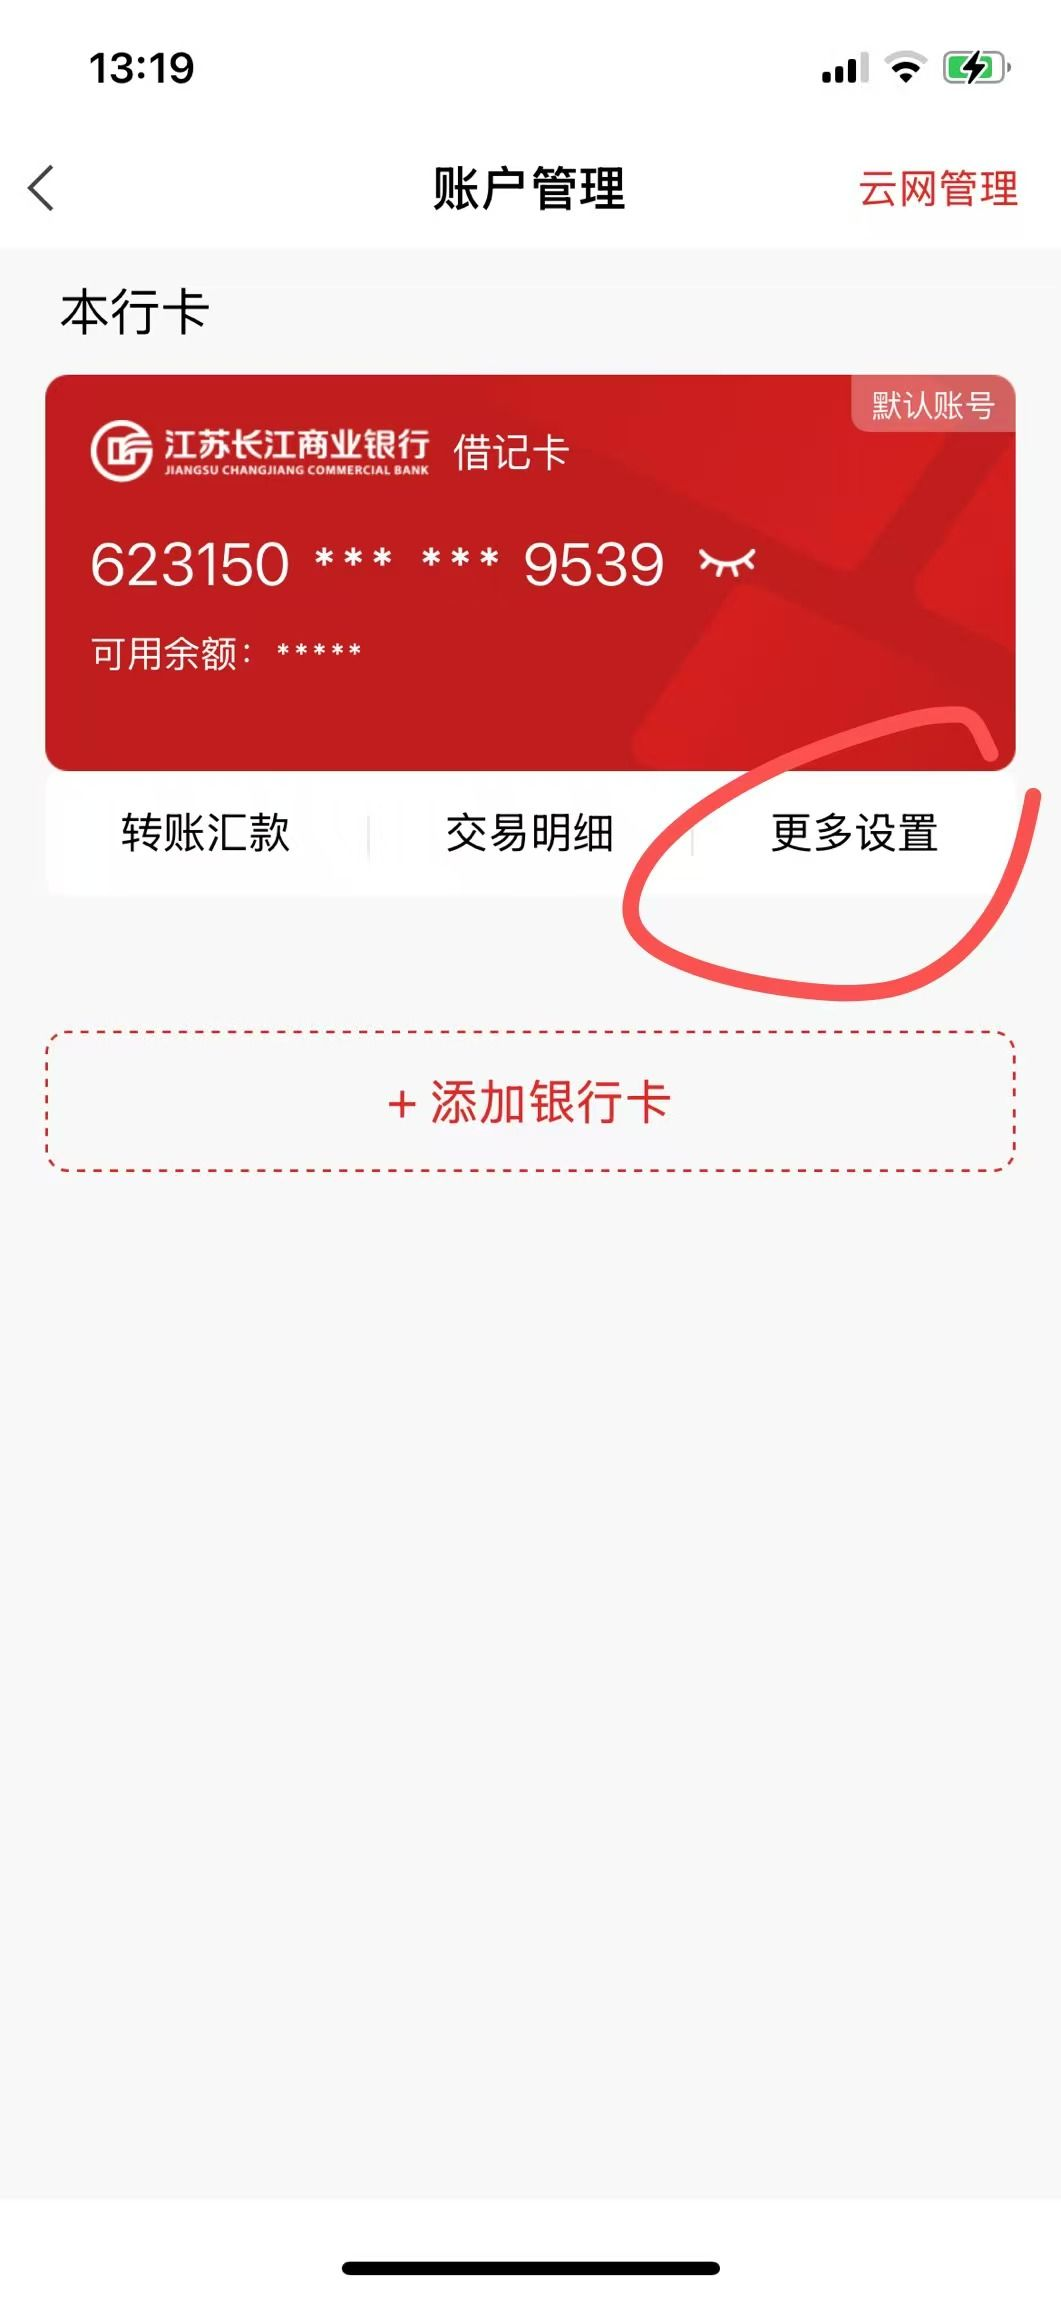 13:19
账户管理
云网管理
本行卡
默认账号
江苏长江商业银行 借记卡
JIANGSU CHANGJIANG COMMERCIAL BANK
623150 *** *** 9539
可用余额: *****
转账汇款 交易明细 更多设置
+ 添加银行卡